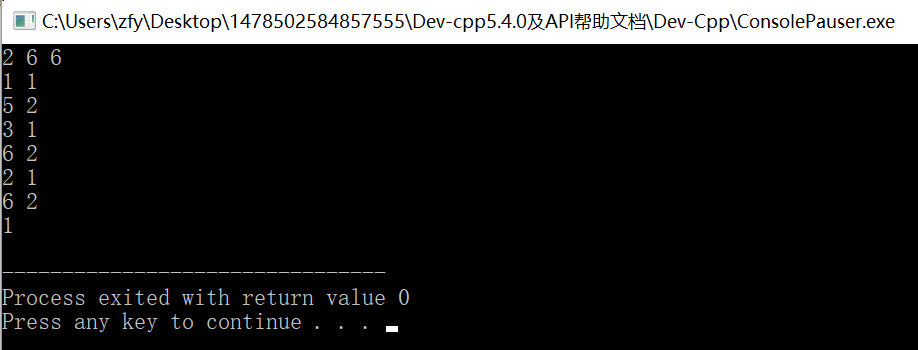 C:\Users\zfy\Desktop\1478502584857555\Dev-cpp5.4.0及API帮助文档\Dev-Cpp\ConsolePauser.exe
2 6 6
1 1
5 2
3 1
6 2
2 1
6 2
1
--------------------------------
Process exited with return value 0
Press any key to continue . . .